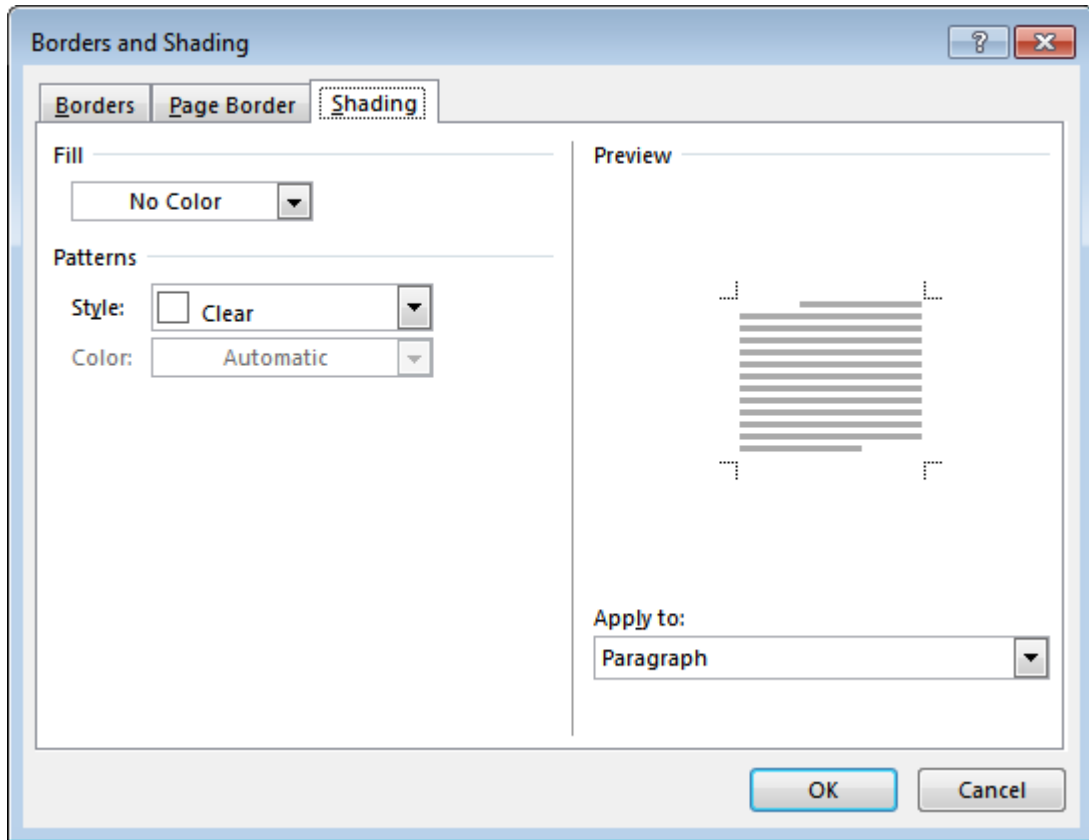 Borders and Shading
Borders Page Border Shading
Fill
No Color
Patterns
Style: Clear
Color: Automatic
Preview
Apply to:
Paragraph
OK Cancel